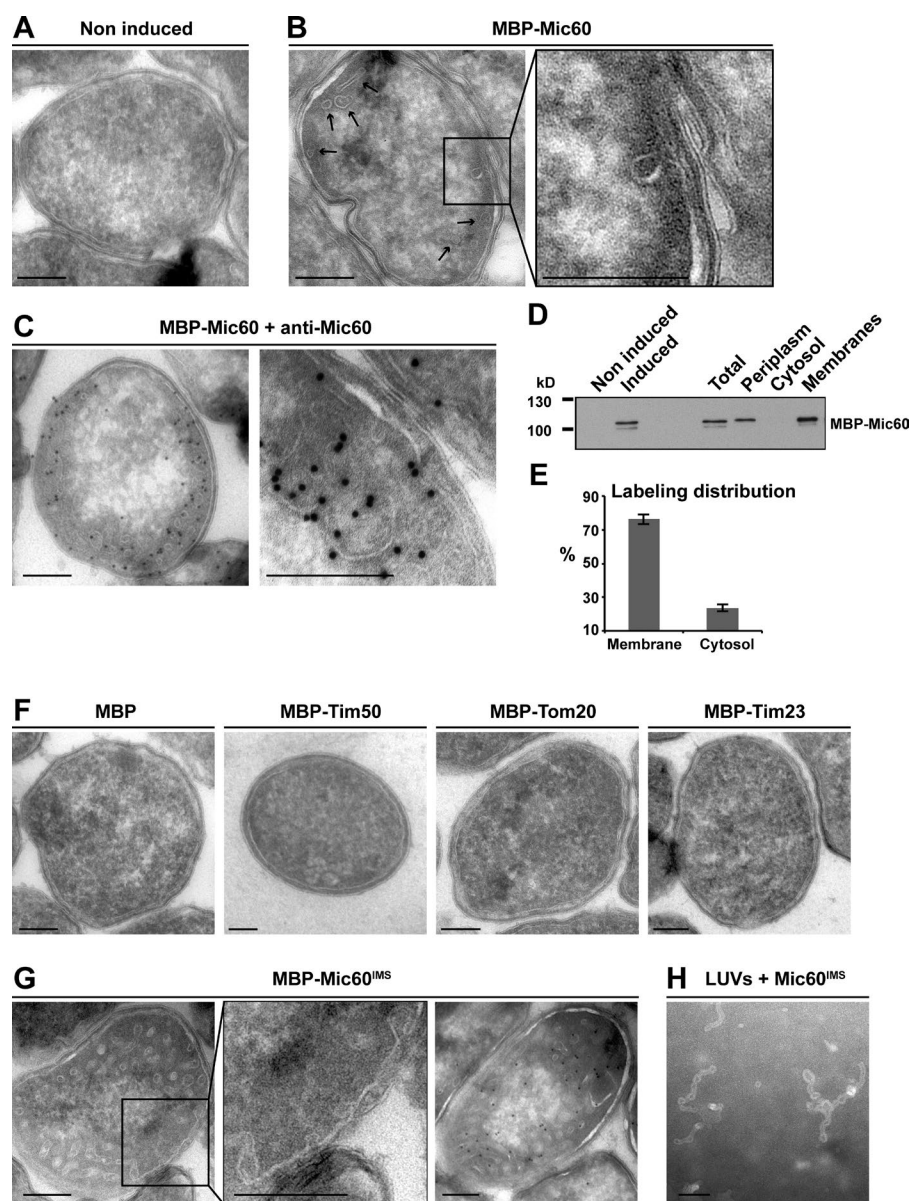 A
Non induced
B
MBP-Mic60
C
MBP-Mic60 + anti-Mic60
D
Non induced
Induced
Total
Periplasm
Cytosol
Membranes
kD
130
100
MBP-Mic60
E
Labeling distribution
90
70
%
50
30
10
Membrane
Cytosol
F
MBP
MBP-Tim50
MBP-Tom20
MBP-Tim23
G
MBP-Mic60IMS
H
LUVs + Mic60IMS